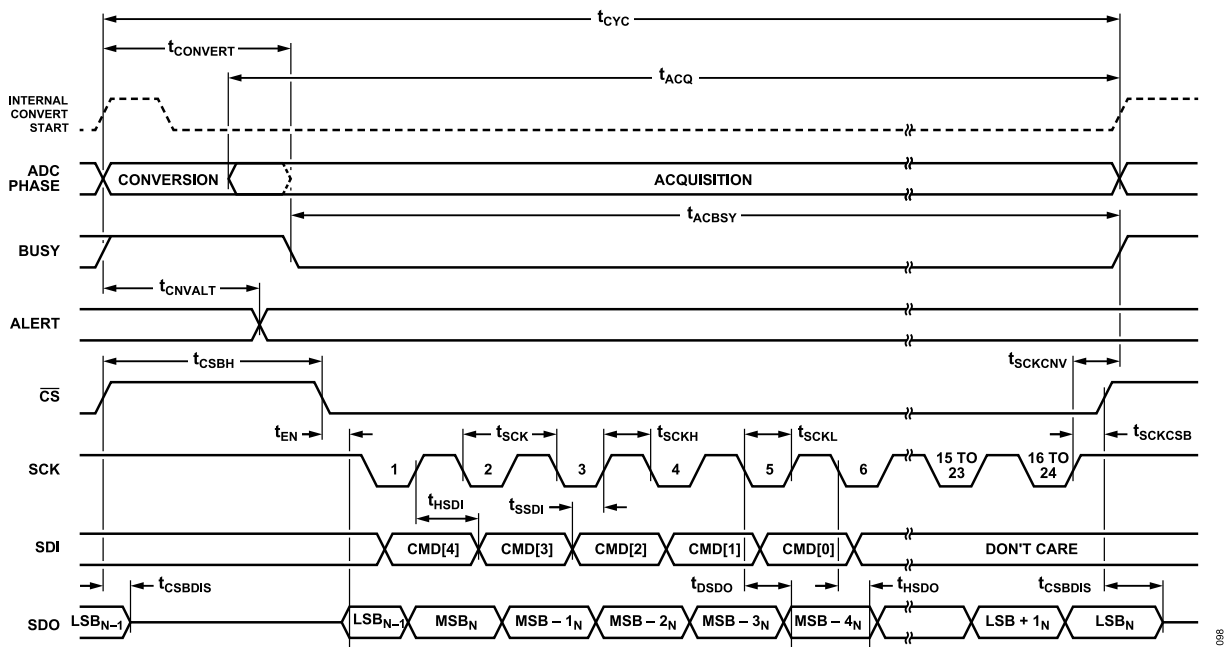 tCYC
tCONVERT
tACQ
INTERNAL
CONVERT
START
ADC
PHASE
CONVERSION
ACQUISITION
tACBSY
BUSY
tCNVALT
ALERT
tCSBH
tSCKCNV
CS
tEN
tSCK
tSCKH
tSCKL
tSCKCSB
SCK
1
2
3
4
5
6
15 TO
23
16 TO
24
tHSDI
tSSDI
SDI
CMD[4]
CMD[3]
CMD[2]
CMD[1]
CMD[0]
DON'T CARE
tCSBDIS
tDSDO
tHSDO
tCSBDIS
SDO
LSBN-1
LSBN-1
MSBN
MSB – 1N
MSB – 2N
MSB – 3N
MSB – 4N
LSB + 1N
LSBN
098